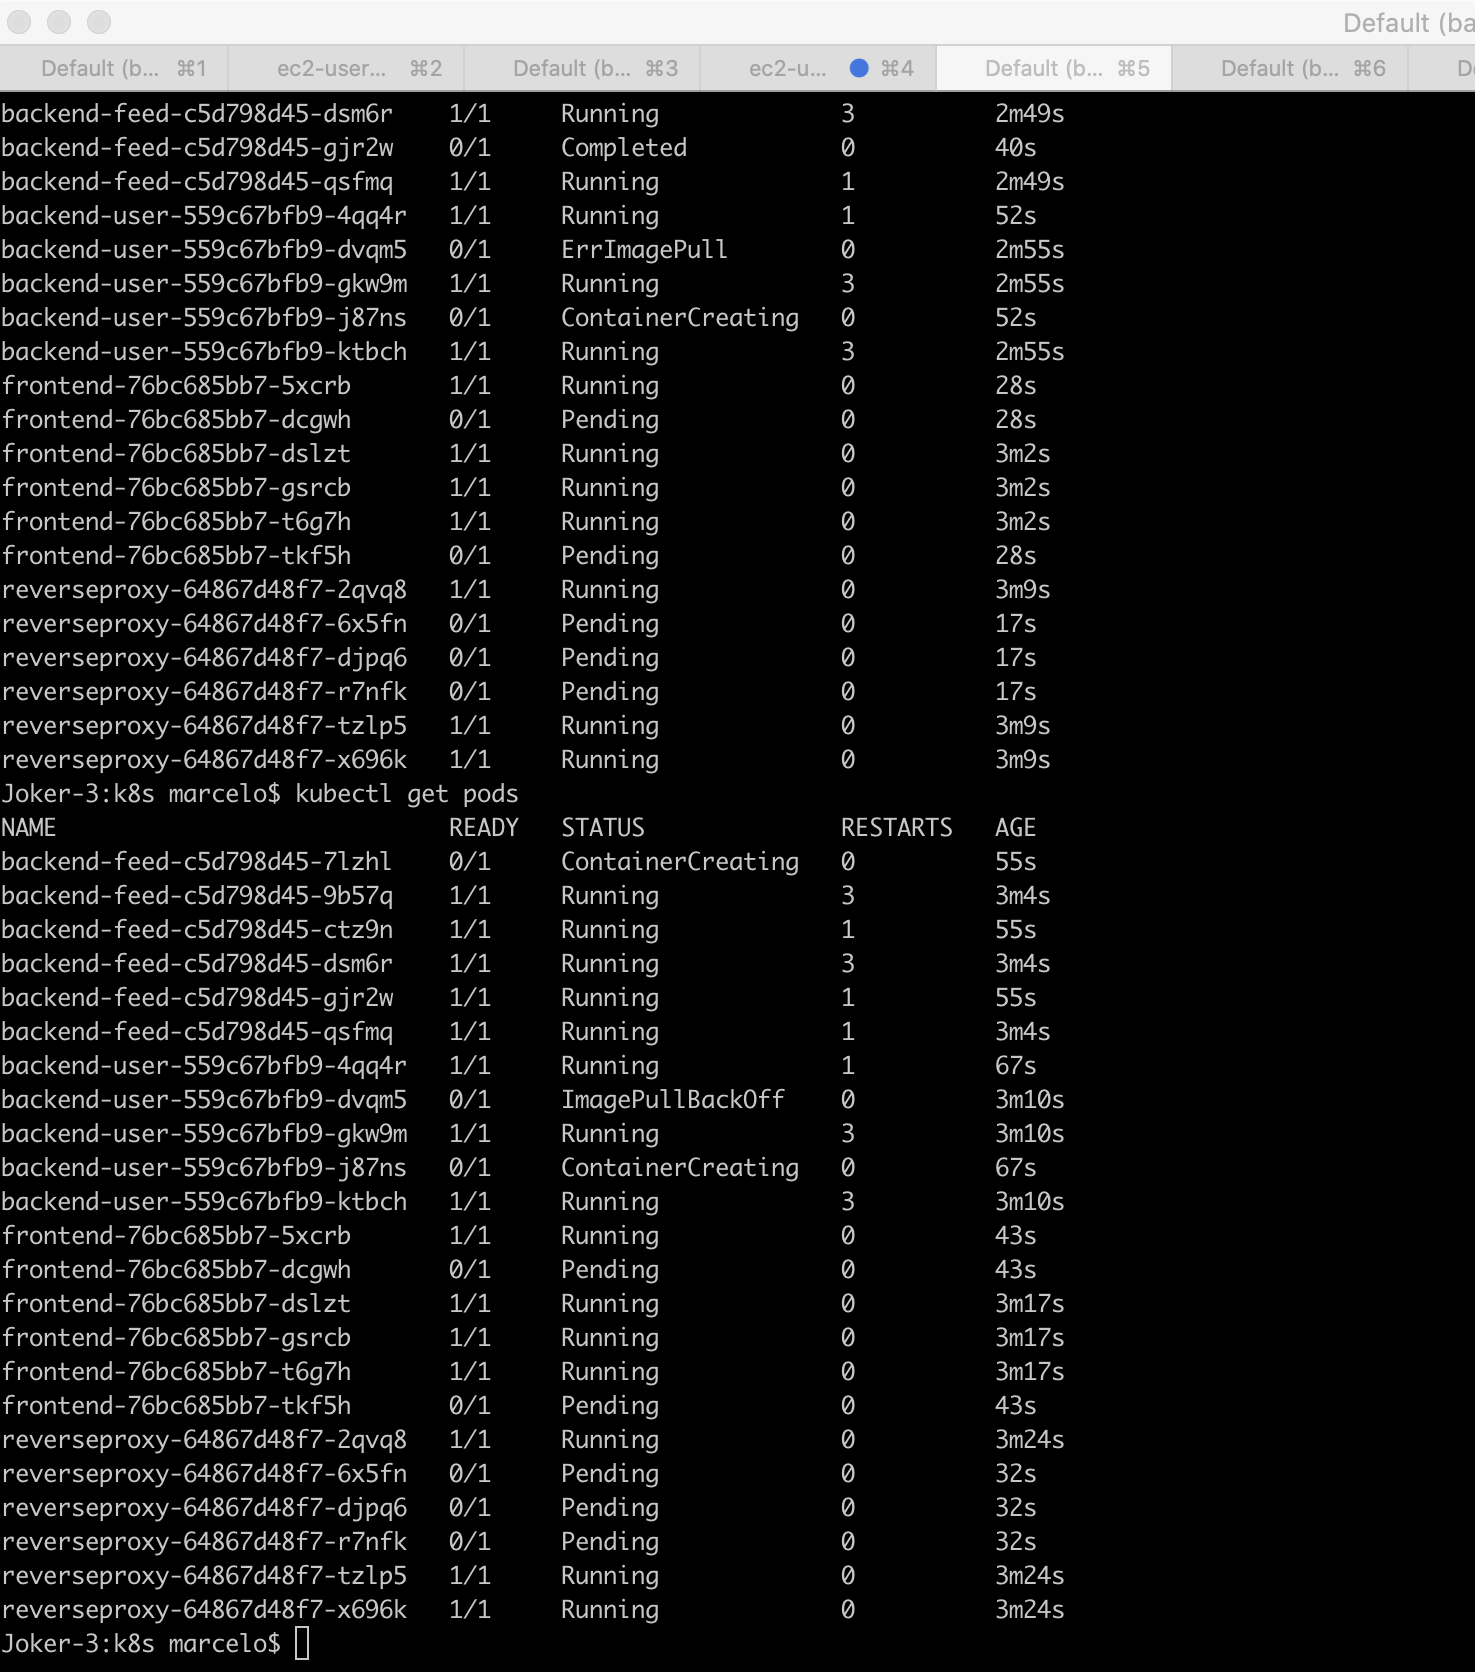 Default (ba
Default (b... ⌘1 ec2-user... ⌘2 Default (b... ⌘3 ec2-u... ⌘4 Default (b... ⌘5 Default (b... ⌘6 D
backend-feed-c5d798d45-dsm6r 1/1 Running 3 2m49s
backend-feed-c5d798d45-gjr2w 0/1 Completed 0 40s
backend-feed-c5d798d45-qsfmq 1/1 Running 1 2m49s
backend-user-559c67bfb9-4qq4r 1/1 Running 1 52s
backend-user-559c67bfb9-dvqm5 0/1 ErrImagePull 0 2m55s
backend-user-559c67bfb9-gkw9m 1/1 Running 3 2m55s
backend-user-559c67bfb9-j87ns 0/1 ContainerCreating 0 52s
backend-user-559c67bfb9-ktbch 1/1 Running 3 2m55s
frontend-76bc685bb7-5xcrb 1/1 Running 0 28s
frontend-76bc685bb7-dcgwh 0/1 Pending 0 28s
frontend-76bc685bb7-dslzt 1/1 Running 0 3m2s
frontend-76bc685bb7-gsrcb 1/1 Running 0 3m2s
frontend-76bc685bb7-t6g7h 1/1 Running 0 3m2s
frontend-76bc685bb7-tkf5h 0/1 Pending 0 28s
reverseproxy-64867d48f7-2qvq8 1/1 Running 0 3m9s
reverseproxy-64867d48f7-6x5fn 0/1 Pending 0 17s
reverseproxy-64867d48f7-djpq6 0/1 Pending 0 17s
reverseproxy-64867d48f7-r7nfk 0/1 Pending 0 17s
reverseproxy-64867d48f7-tzlp5 1/1 Running 0 3m9s
reverseproxy-64867d48f7-x696k 1/1 Running 0 3m9s
Joker-3:k8s marcelo$ kubectl get pods
NAME READY STATUS RESTARTS AGE
backend-feed-c5d798d45-7lzhl 0/1 ContainerCreating 0 55s
backend-feed-c5d798d45-9b57q 1/1 Running 3 3m4s
backend-feed-c5d798d45-ctz9n 1/1 Running 1 55s
backend-feed-c5d798d45-dsm6r 1/1 Running 3 3m4s
backend-feed-c5d798d45-gjr2w 1/1 Running 1 55s
backend-feed-c5d798d45-qsfmq 1/1 Running 1 3m4s
backend-user-559c67bfb9-4qq4r 1/1 Running 1 67s
backend-user-559c67bfb9-dvqm5 0/1 ImagePullBackOff 0 3m10s
backend-user-559c67bfb9-gkw9m 1/1 Running 3 3m10s
backend-user-559c67bfb9-j87ns 0/1 ContainerCreating 0 67s
backend-user-559c67bfb9-ktbch 1/1 Running 3 3m10s
frontend-76bc685bb7-5xcrb 1/1 Running 0 43s
frontend-76bc685bb7-dcgwh 0/1 Pending 0 43s
frontend-76bc685bb7-dslzt 1/1 Running 0 3m17s
frontend-76bc685bb7-gsrcb 1/1 Running 0 3m17s
frontend-76bc685bb7-t6g7h 1/1 Running 0 3m17s
frontend-76bc685bb7-tkf5h 0/1 Pending 0 43s
reverseproxy-64867d48f7-2qvq8 1/1 Running 0 3m24s
reverseproxy-64867d48f7-6x5fn 0/1 Pending 0 32s
reverseproxy-64867d48f7-djpq6 0/1 Pending 0 32s
reverseproxy-64867d48f7-r7nfk 0/1 Pending 0 32s
reverseproxy-64867d48f7-tzlp5 1/1 Running 0 3m24s
reverseproxy-64867d48f7-x696k 1/1 Running 0 3m24s
Joker-3:k8s marcelo$